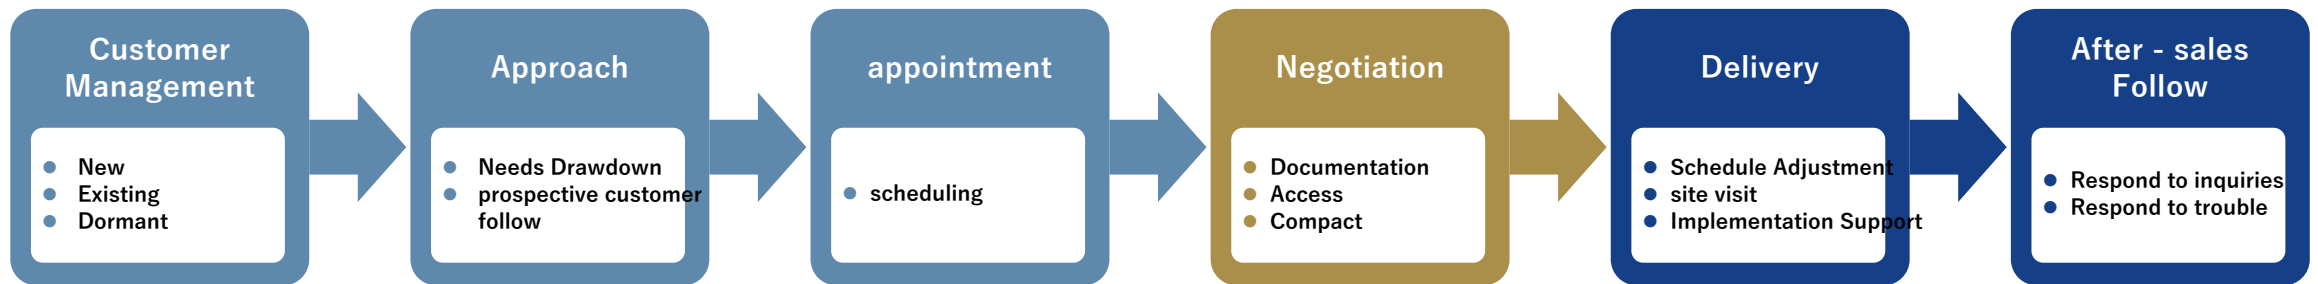 Customer
Management
New
Existing
Dormant
Approach
Needs Drawdown
prospective customer
follow
appointment
scheduling
Negotiation
Documentation
Access
Compact
Delivery
Schedule Adjustment
site visit
Implementation Support
After - sales
Follow
Respond to inquiries
Respond to trouble